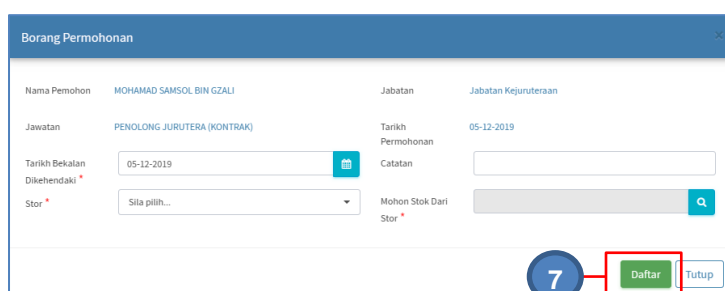 Borang Permohonan
×
Nama Pemohon MOHAMAD SAMSOL BIN GZALI Jabatan Jabatan Kejuruteraan
Jawatan PENOLONG JURUTERA (KONTRAK) Tarikh Permohonan 05-12-2019
Tarikh Bekalan Dikehendaki * 05-12-2019 Catatan
Stor * Sila pilih... Mohon Stok Dari Stor *
7 Daftar Tutup